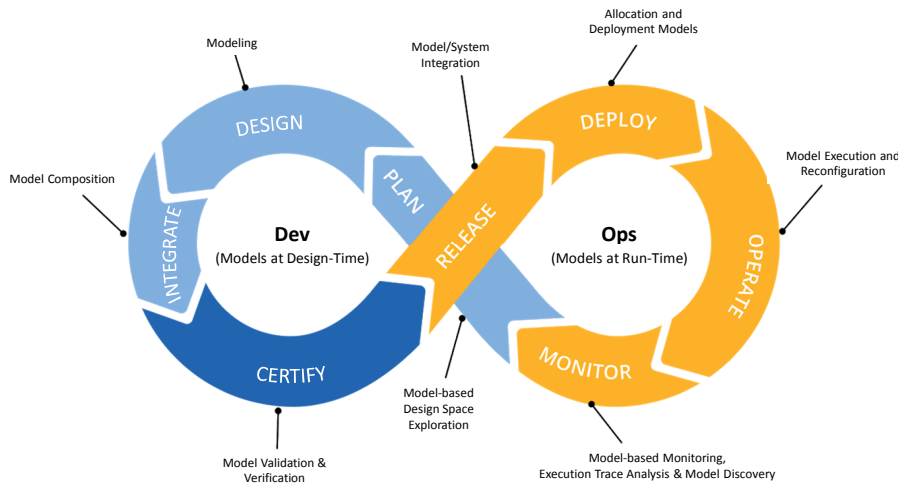 Allocation and
Deployment Models
Modeling
Model/System
Integration
DESIGN
DEPLOY
Model Execution and
Reconfiguration
Model Composition
PLAN
INTEGRATE
Dev
(Models at Design-Time)
RELEASE
Ops
(Models at Run-Time)
OPERATE
CERTIFY
MONITOR
Model-based
Design Space
Exploration
Model Validation &
Verification
Model-based Monitoring,
Execution Trace Analysis & Model Discovery